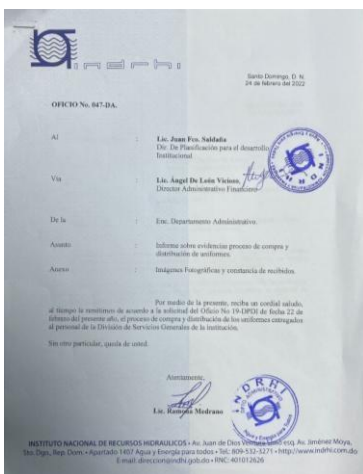 indrhi
Santo Domingo, D. N.
24 de febrero del 2022
OFICIO No. 047-DA.
Al : Lic. Juan Fco. Saldaña
Dir. De Planificación para el desarrollo
Institucional
Vía : Lic. Ángel De León Vicioso,
Director Administrativo Financiero
De la : Enc. Departamento Administrativo.
Asunto : Informe sobre evidencias proceso de compra y
distribución de uniformes.
Anexo : Imágenes Fotográficas y constancia de recibidos.
Por medio de la presente, reciba un cordial saludo,
al tiempo la remitimos de acuerdo a la solicitud del Oficio No 19-DPDI de fecha 22 de
febrero del presente año, el proceso de compra y distribución de los uniformes entregados
al personal de la División de Servicios Generales de la institución.
Sin otro particular, queda de usted.
Atentamente,
Lic. Ramona Medrano
INDRHI
INSTITUTO NACIONAL DE RECURSOS HIDRAULICOS • Av. Juan de Dios esq. Av. Jiménez Moya,
Sto. Dgo., Rep. Dom. • Apartado 1407 Agua y Energía para todos • Tel: 809-532-3271 • http://www.indrhi.com.do
E-mail: direccion@indrhi.gob.do • RNC: 401012626